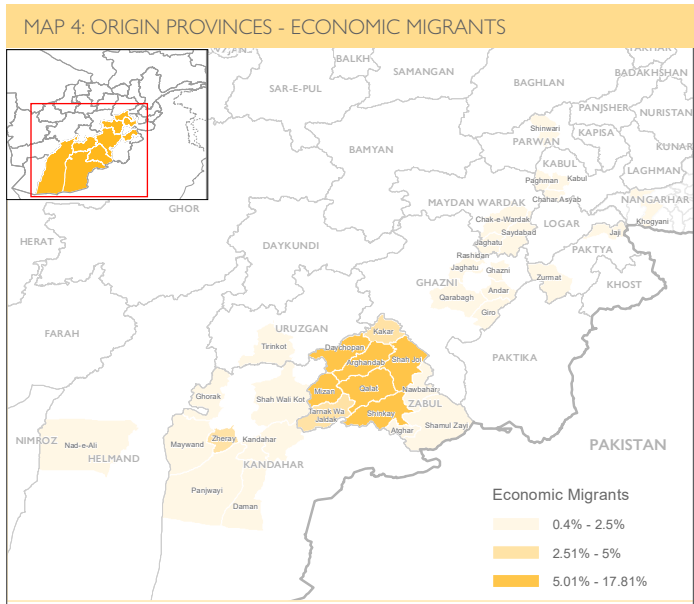 MAP 4: ORIGIN PROVINCES - ECONOMIC MIGRANTS
BALKH
SAMANGAN
TAKHAR
BADAKHSHAN
BAGHLAN
SAR-E-PUL
PANJSHER
NURISTAN
Shinwari
KAPISA
PARWAN
KUNAR
BAMYAN
KABUL
LAGHMAN
Paghman
Kabul
Chahar Asyab
NANGARHAR
MAYDAN WARDAK
GHOR
Chak-e-Wardak
LOGAR
Khogyani
Saydabad
Jaji
HERAT
DAYKUNDI
Jaghatu
PAKTYA
Rashidan
Jaghatu
Ghazni
Zurmat
GHAZNI
KHOST
Andar
Qarabagh
Giro
FARAH
URUZGAN
Kakar
Tirinkot
Daychopan
Shah Joi
PAKTIKA
Arghandab
Mizan
Qalat
Nawbahar
Ghorak
Shah Wali Kot
ZABUL
Tarnak Wa
Jaldak
Shinkay
Shamul Zayi
Atghar
NIMROZ
Nad-e-Ali
Maywand
Zheray
Kandahar
PAKISTAN
HELMAND
KANDAHAR
Panjwayi
Daman
Economic Migrants
0.4% - 2.5%
2.51% - 5%
5.01% - 17.81%